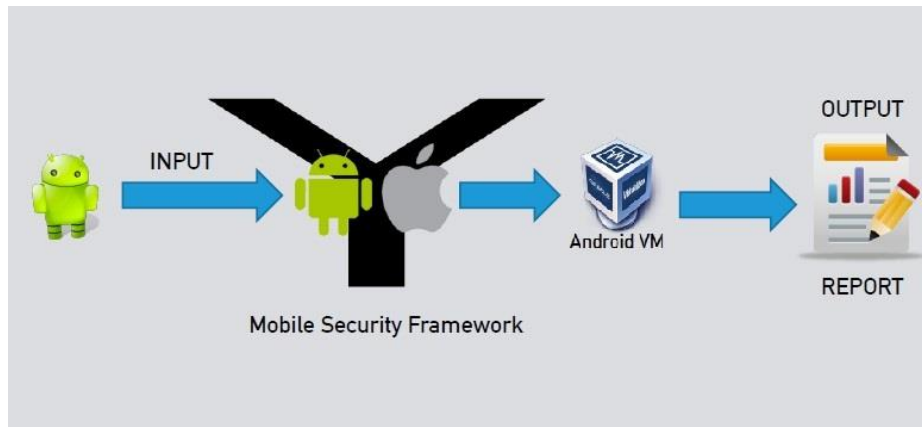 INPUT
Mobile Security Framework
Android VM
OUTPUT
REPORT